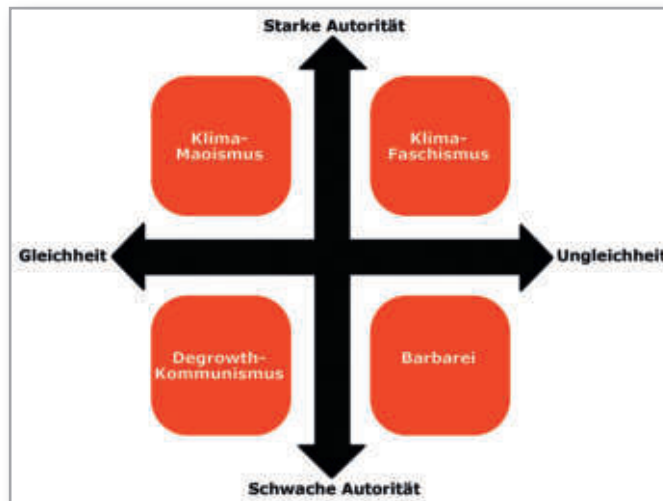 Starke Autorität
Klima-
Maoismus
Klima-
Faschismus
Gleichheit
Ungleichheit
Degrowth-
Kommunismus
Barbarei
Schwache Autorität